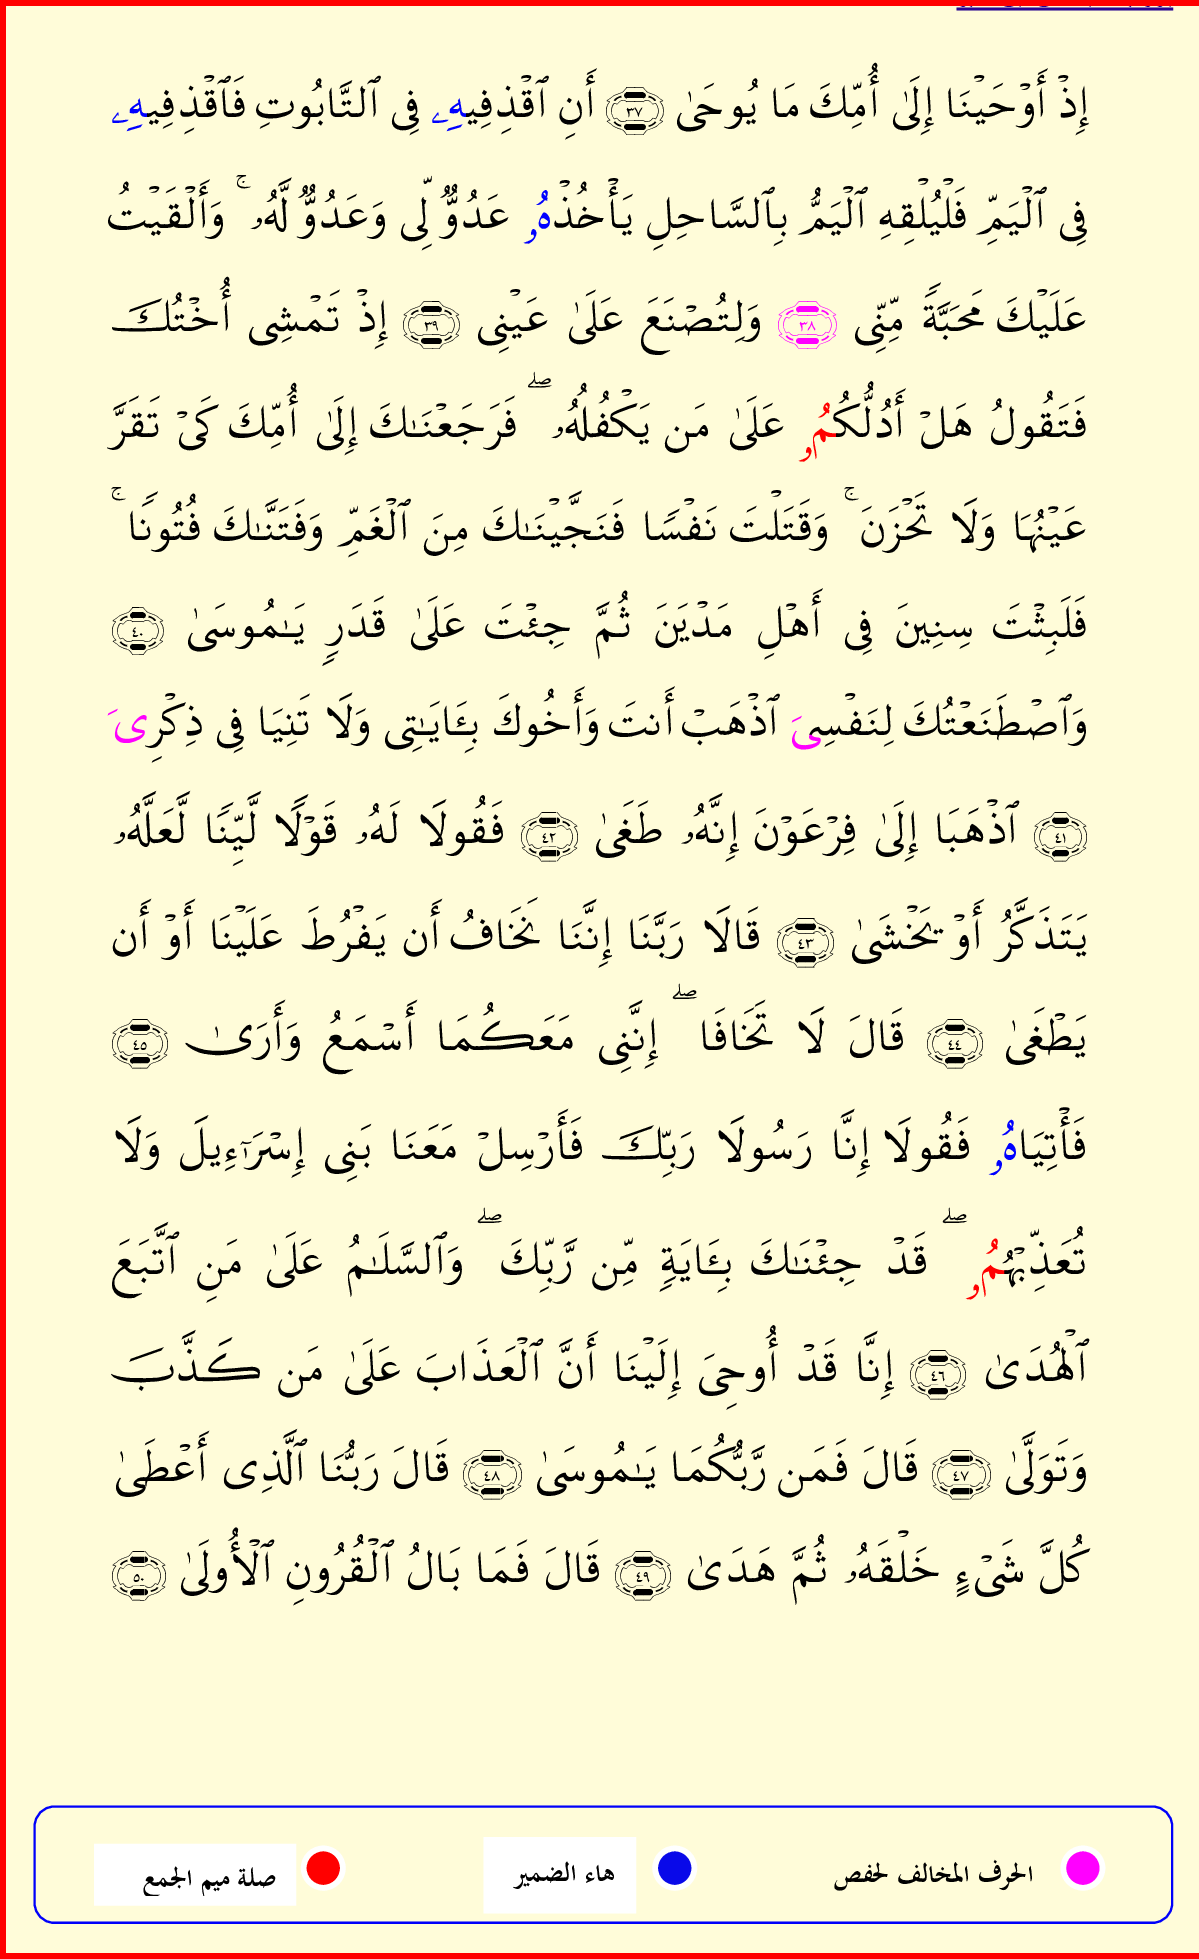 إِذۡ أَوۡحَيۡنَا إِلَىٰ أُمِّكَ مَا يُوحَىٰ ٣٧ أَنِ ٱقۡذِفِيهِۦ فِى ٱلتَّابُوتِ فَٱقۡذِفِيهِۦ
فِى ٱلۡيَمِّ فَلۡيُلۡقِهِ ٱلۡيَمُّ بِٱلسَّاحِلِ يَأۡخُذۡهُۥ عَدُوࣱّ لِّى وَعَدُوࣱّ لَّهُۥۚ وَأَلۡقَيۡتُ
عَلَيۡكَ مَحَبَّةࣰ مِّنِّى ٣٨ وَلِتُصۡنَعَ عَلَىٰ عَيۡنِى ٣٩ إِذۡ تَمۡشِى أُخۡتُكَ
فَتَقُولُ هَلۡ أَدُلُّكُمُۥ عَلَىٰ مَن يَكۡفُلُهُۥۖ فَرَجَعۡنَـٰكَ إِلَىٰ أُمِّكَ كَىۡ تَقَرَّ
عَيۡنُهَا وَلَا تَحۡزَنَۚ وَقَتَلۡتَ نَفۡسࣰا فَنَجَّيۡنَـٰكَ مِنَ ٱلۡغَمِّ وَفَتَنَّـٰكَ فُتُونࣰاۚ
فَلَبِثۡتَ سِنِينَ فِى أَهۡلِ مَدۡيَنَ ثُمَّ جِئۡتَ عَلَىٰ قَدَرࣲ يَـٰمُوسَىٰ ٤٠
وَٱصۡطَنَعۡتُكَ لِنَفۡسِىَ ٱذۡهَبۡ أَنتَ وَأَخُوكَ بِـَٔايَـٰتِى وَلَا تَنِيَا فِى ذِكۡرِىَ
٤١ ٱذۡهَبَا إِلَىٰ فِرۡعَوۡنَ إِنَّهُۥ طَغَىٰ ٤٢ فَقُولَا لَهُۥ قَوۡلࣰا لَّيِّنࣰا لَّعَلَّهُۥ
يَتَذَكَّرُ أَوۡ يَخۡشَىٰ ٤٣ قَالَا رَبَّنَا إِنَّنَا نَخَافُ أَن يَفۡرُطَ عَلَيۡنَا أَوۡ أَن
يَطۡغَىٰ ٤٤ قَالَ لَا تَخَافَاۖ إِنَّنِى مَعَكُمَا أَسۡمَعُ وَأَرَىٰ ٤٥
فَأۡتِيَاهُۥ فَقُولَا إِنَّا رَسُولَا رَبِّكَ فَأَرۡسِلۡ مَعَنَا بَنِى إِسۡرَـٰۤءِيلَ وَلَا
تُعَذِّبۡهُمُۥۖ قَدۡ جِئۡنَـٰكَ بِـَٔايَةࣲ مِّن رَّبِّكَۖ وَٱلسَّلَـٰمُ عَلَىٰ مَنِ ٱتَّبَعَ
ٱلۡهُدَىٰ ٤٦ إِنَّا قَدۡ أُوحِىَ إِلَيۡنَا أَنَّ ٱلۡعَذَابَ عَلَىٰ مَن كَذَّبَ
وَتَوَلَّىٰ ٤٧ قَالَ فَمَن رَّبُّكُمَا يَـٰمُوسَىٰ ٤٨ قَالَ رَبُّنَا ٱلَّذِى أَعۡطَىٰ
كُلَّ شَىۡءٍ خَلۡقَهُۥ ثُمَّ هَدَىٰ ٤٩ قَالَ فَمَا بَالُ ٱلۡقُرُونِ ٱلۡأُولَىٰ ٥٠
الحرف المخالف لحفص هاء الضمير صلة ميم الجمع